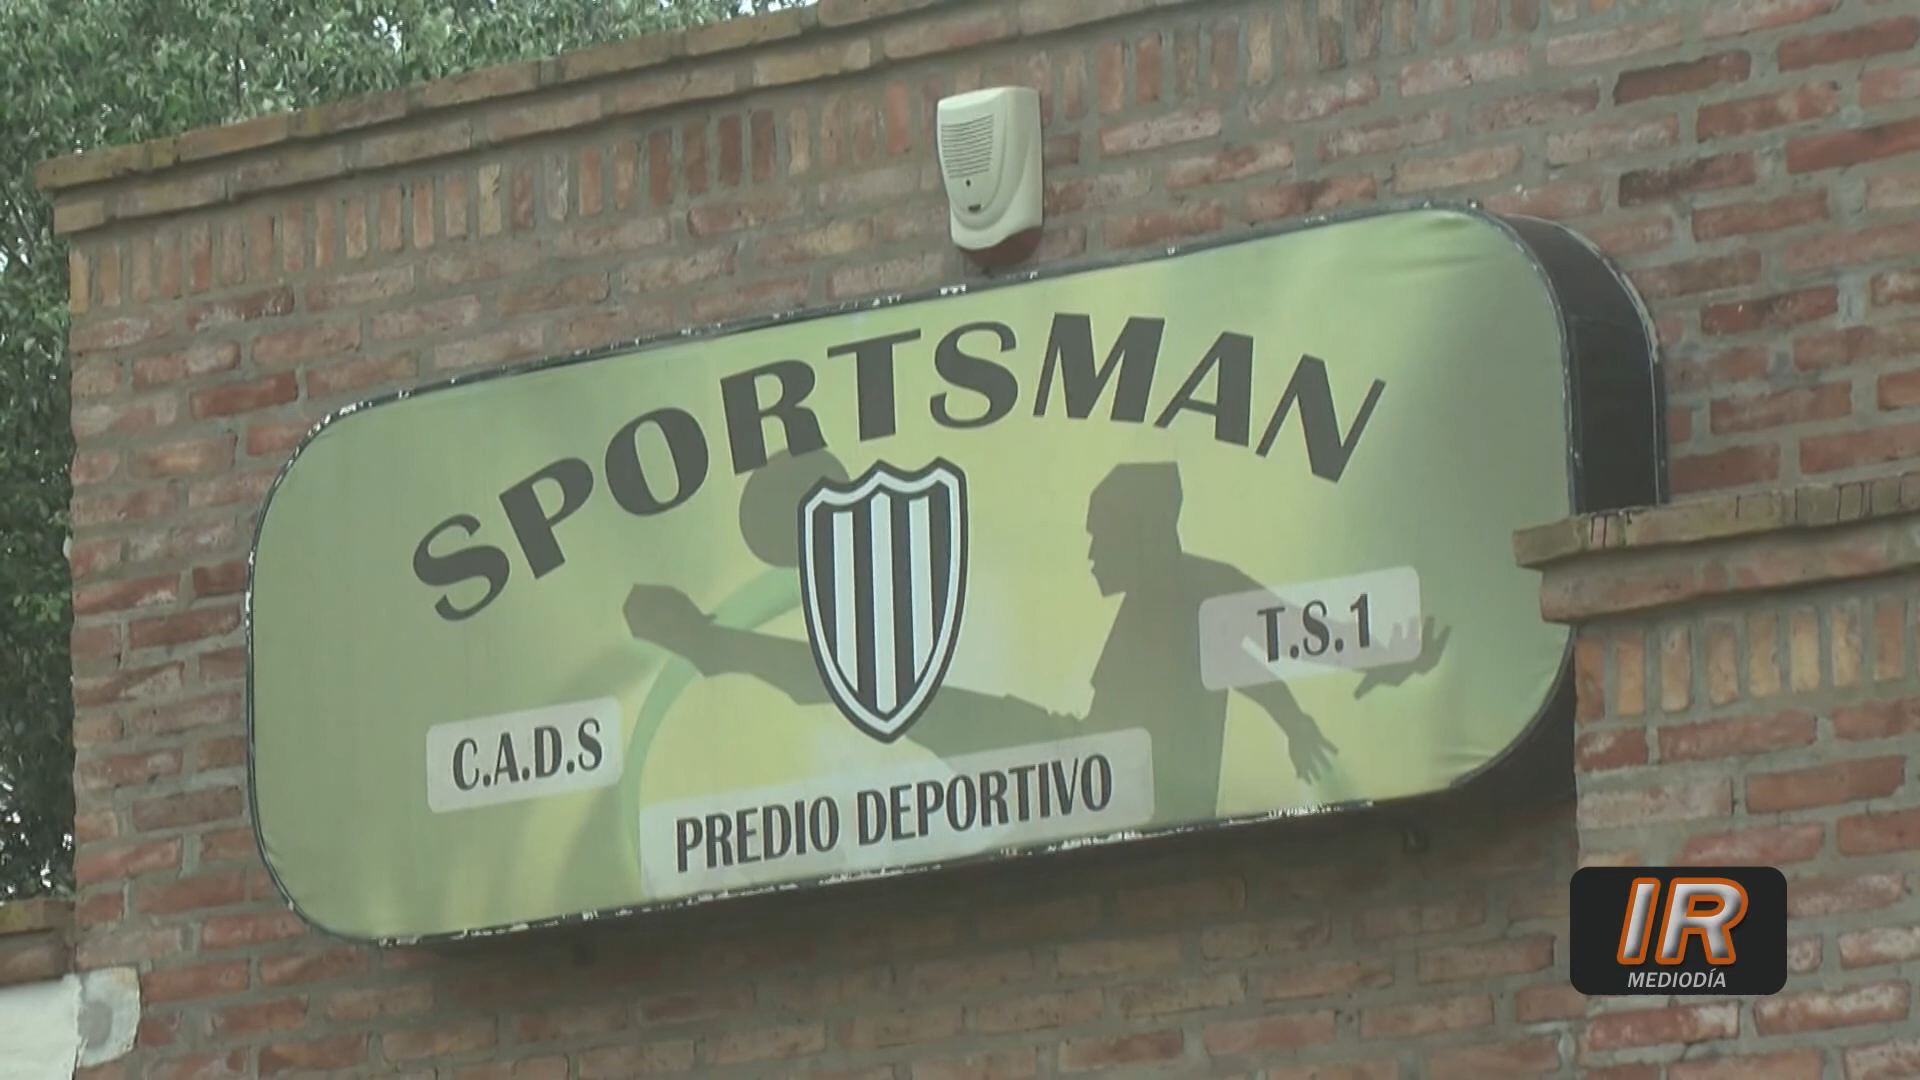 SPORTSMAN
T.S.1
C.A.D.S
PREDIO DEPORTIVO
IR
MEDIODÍA